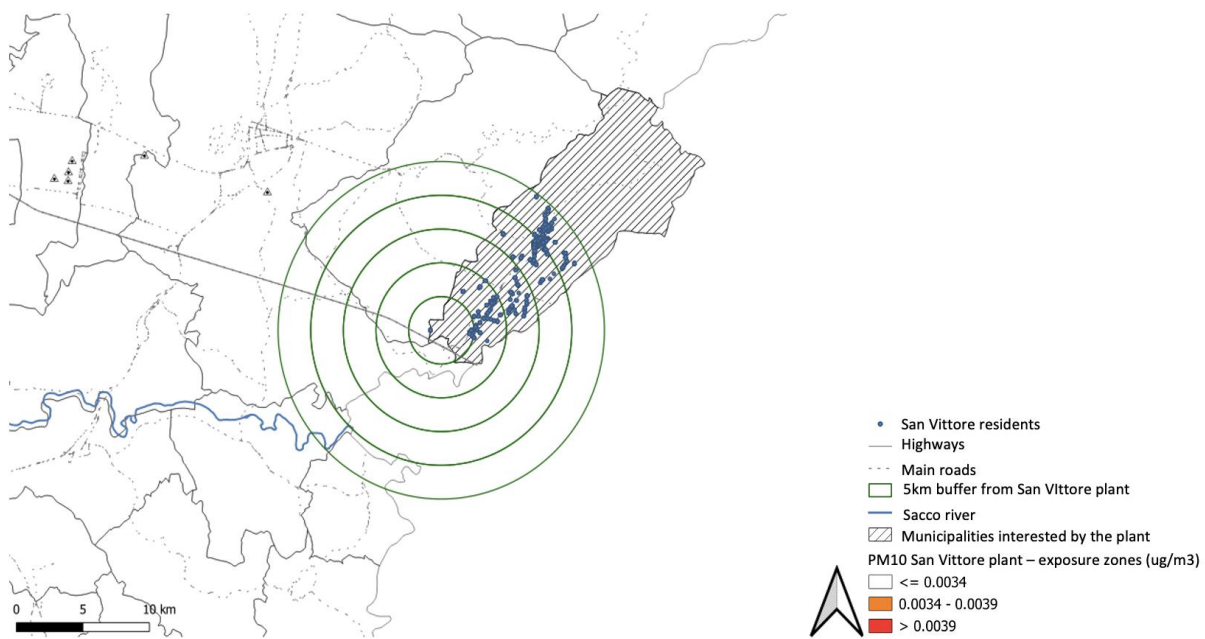 San Vittore residents
Highways
Main roads
5km buffer from San VIttore plant
Sacco river
Municipalities interested by the plant
PM10 San Vittore plant – exposure zones (ug/m3)
<= 0.0034
0.0034 - 0.0039
> 0.0039
0 5 10 km